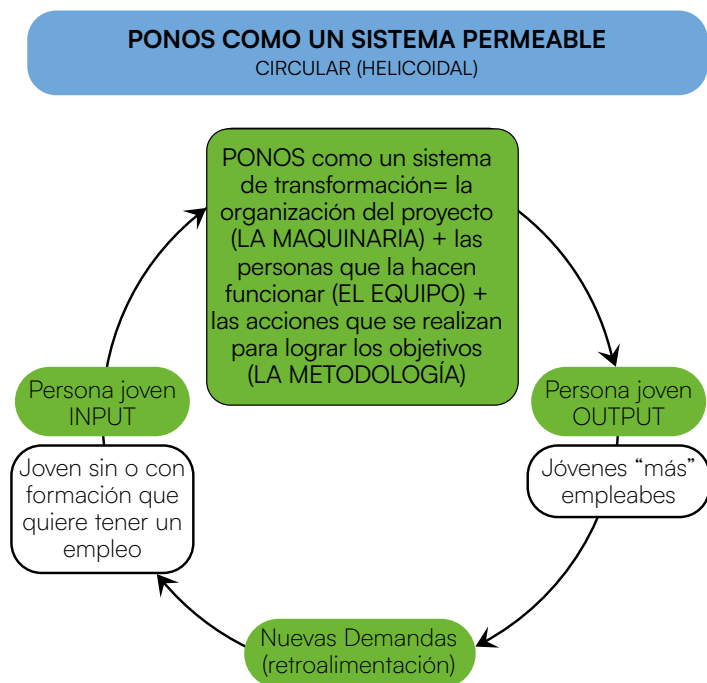 PONOS COMO UN SISTEMA PERMEABLE
CIRCULAR (HELICOIDAL)
PONOS como un sistema
de transformación= la
organización del proyecto
(LA MAQUINARIA) + las
personas que la hacen
funcionar (EL EQUIPO) +
las acciones que se realizan
para lograr los objetivos
(LA METODOLOGÍA)
Persona joven
INPUT
Joven sin o con
formación que
quiere tener un
empleo
Persona joven
OUTPUT
Jóvenes “más”
empleabes
Nuevas Demandas
(retroalimentación)